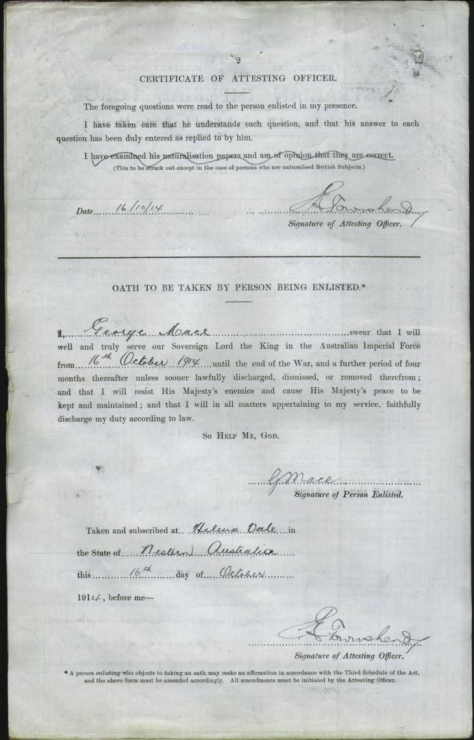 2
CERTIFICATE OF ATTESTING OFFICER.
The foregoing questions were read to the person enlisted in my presence.
I have taken care that he understands each question, and that his answer to each
question has been duly entered as replied to by him.
I have examined his naturalisation papers and am of opinion that they are correct.
(This to be struck out except in the case of persons who are naturalised British Subjects.)
Date 16/10/14
Townshend
Signature of Attesting Officer.
OATH TO BE TAKEN BY PERSON BEING ENLISTED.*
I, George Mace swear that I will
well and truly serve our Sovereign Lord the King in the Australian Imperial Force
from 16th October 1914 until the end of the War, and a further period of four
months thereafter unless sooner lawfully discharged, dismissed, or removed therefrom;
and that I will resist His Majesty's enemies and cause His Majesty's peace to be
kept and maintained; and that I will in all matters appertaining to my service, faithfully
discharge my duty according to law.
SO HELP ME, GOD.
G Mace
Signature of Person Enlisted.
Taken and subscribed at Helena Vale in
the State of Western Australia
this 16th day of October
1914, before me—
Townshend
Signature of Attesting Officer.
* A person enlisting who objects to taking an oath may make an affirmation in accordance with the Third Schedule of the Act,
and the above form must be amended accordingly. All amendments must be initialed by the Attesting Officer.